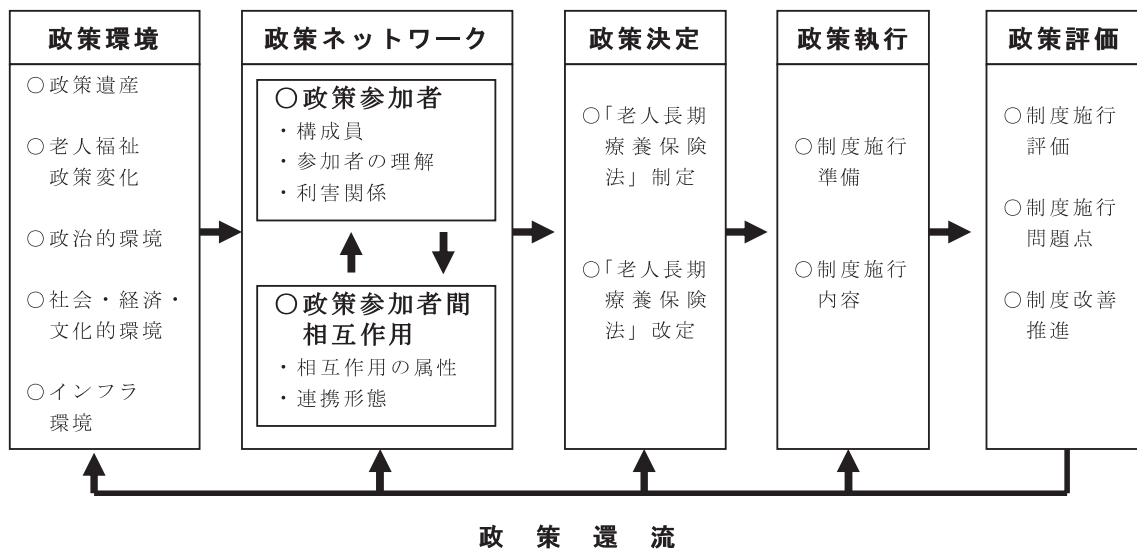 政策環境
○政策遺産
○老人福祉
政策変化
○政治的環境
○社会・経済・
文化的環境
○インフラ
環境
政策ネットワーク
○政策参加者
・構成員
・参加者の理解
・利害関係
○政策参加者間
相互作用
・相互作用の属性
・連携形態
政策決定
○「老人長期
療養保険
法」制定
○「老人長期
療養保険
法」改定
政策執行
○制度施行
準備
○制度施行
内容
政策評価
○制度施行
評価
○制度施行
問題点
○制度改善
推進
政策還流